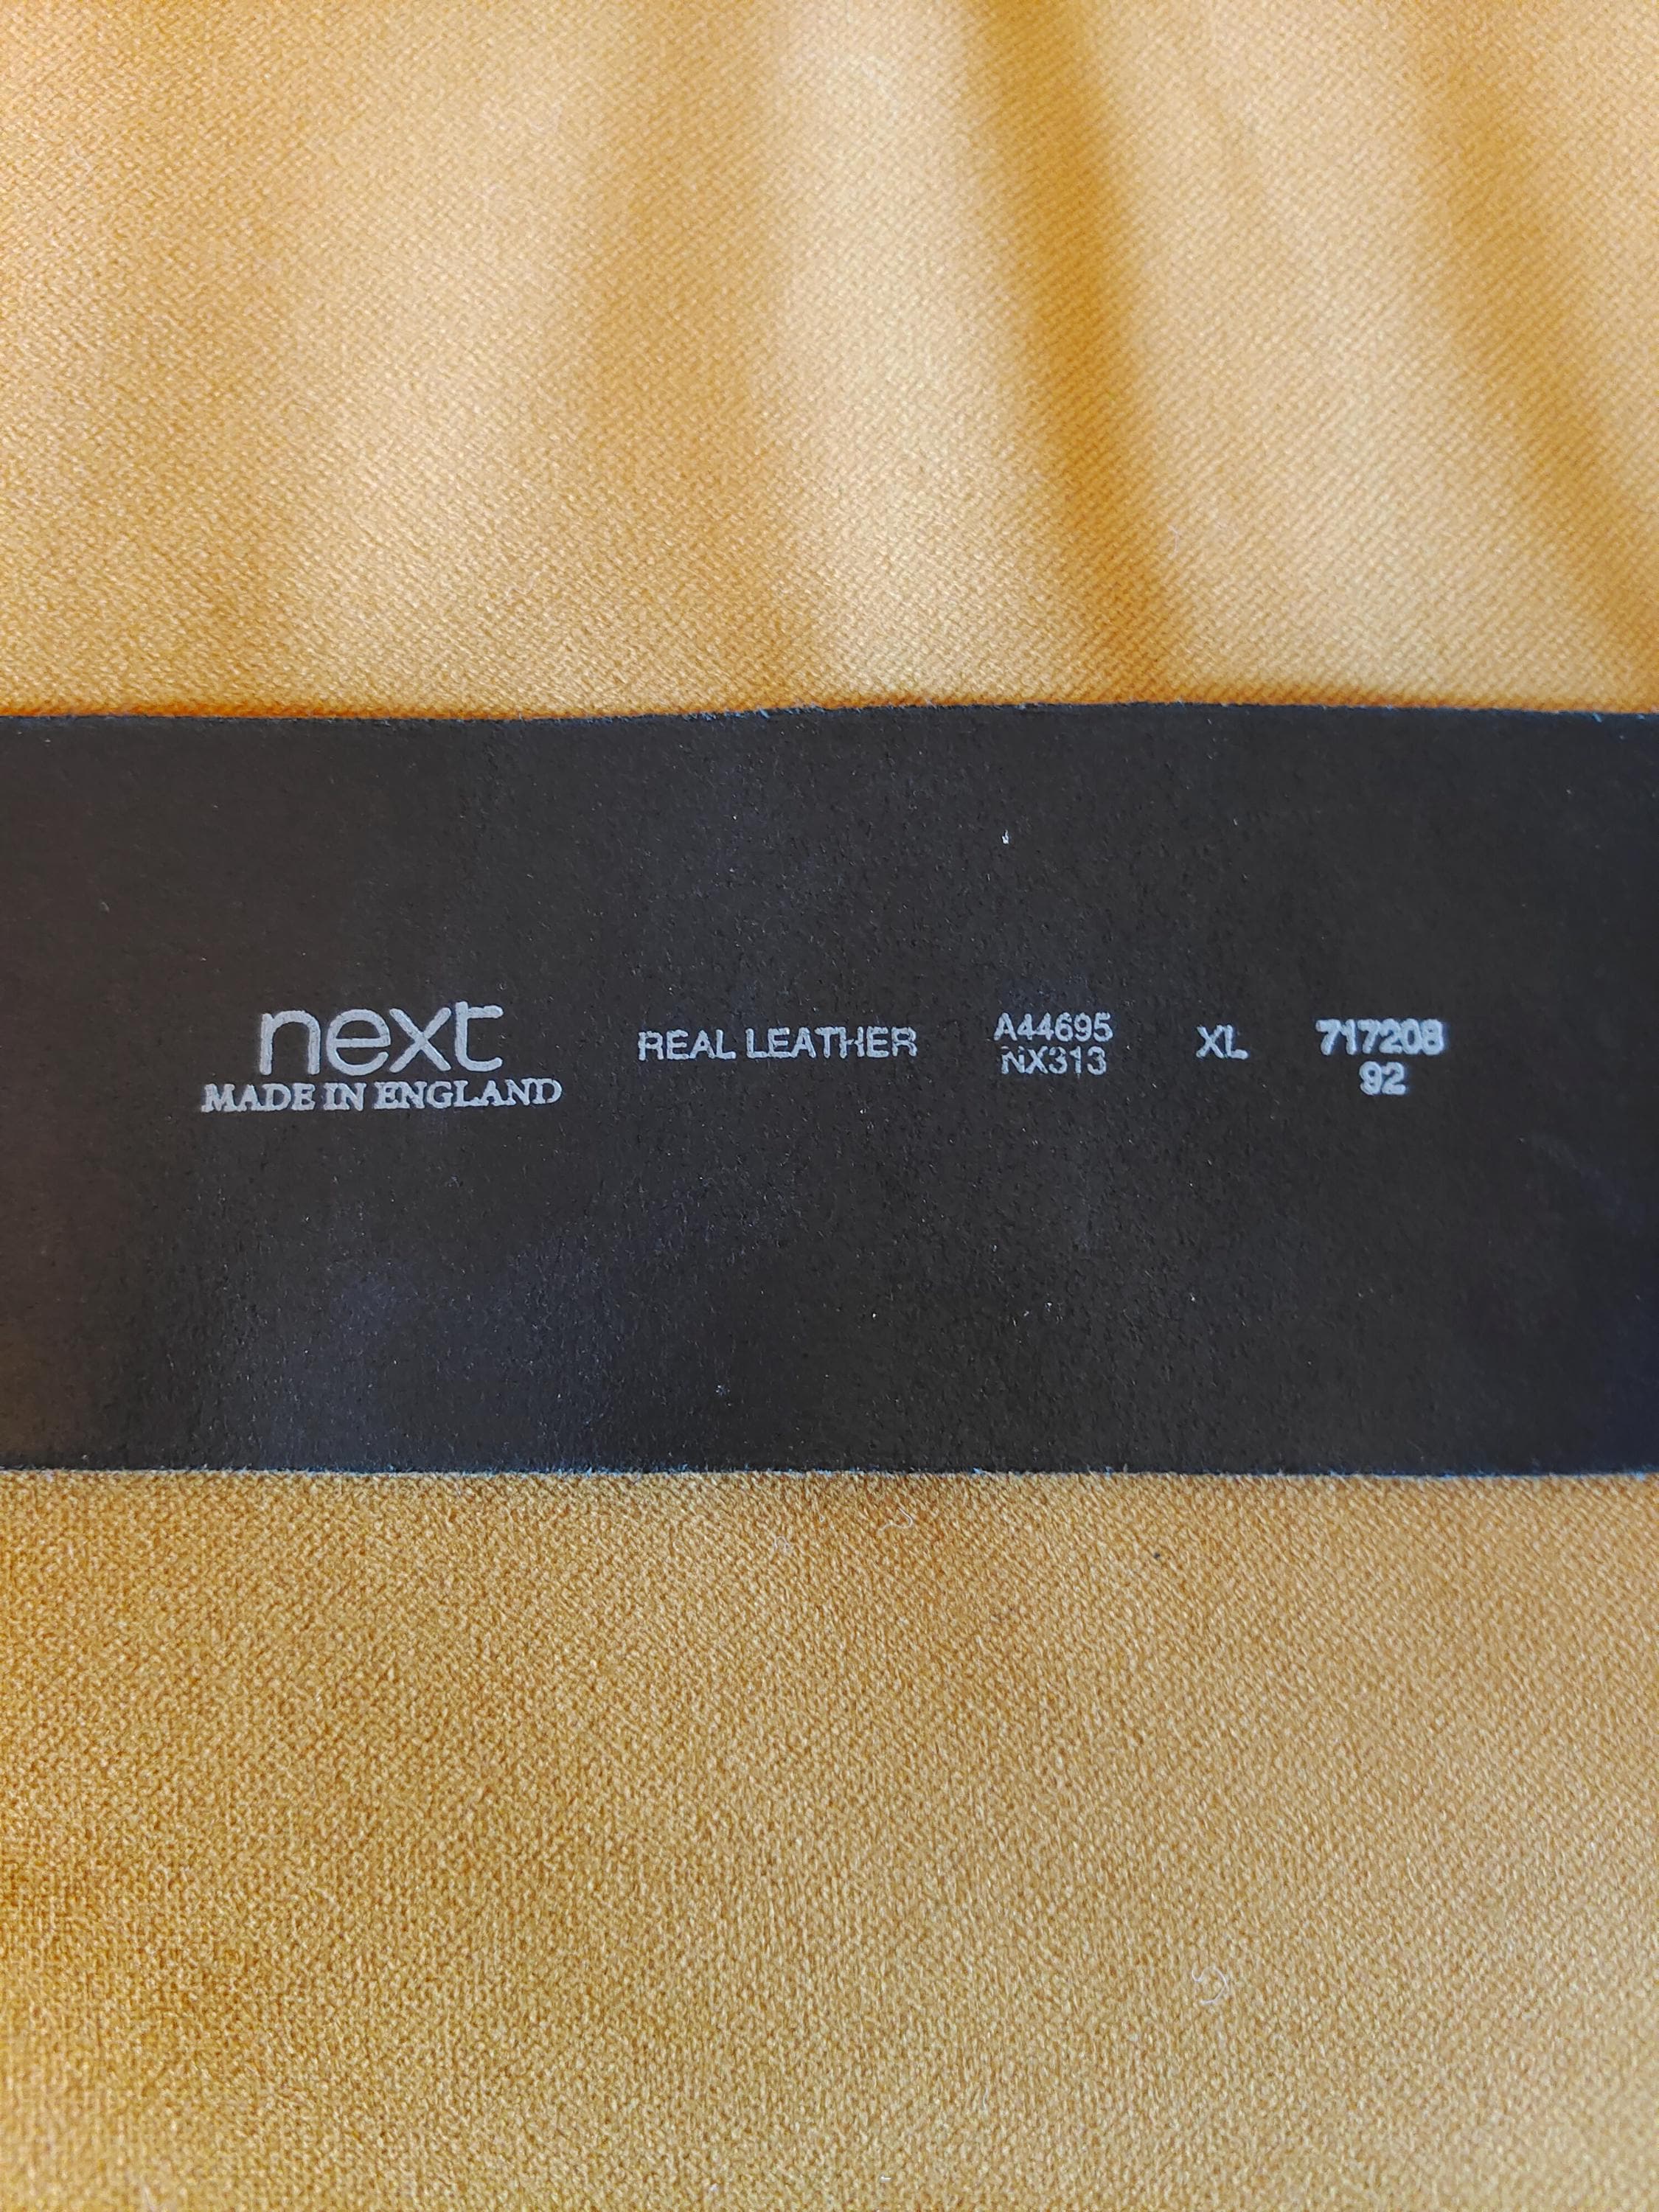 next
MADE IN ENGLAND
REAL LEATHER
A44695
NX313
XL
717208
92